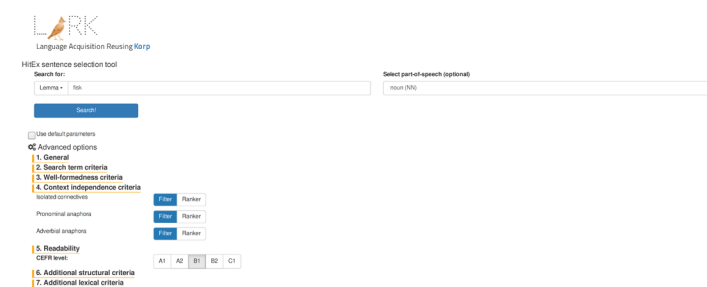 LARK
Language Acquisition Reusing Korp
HitEx sentence selection tool
Search for:
Select part-of-speech (optional)
Lemma fisk
noun (NN)
Search!
Use default parameters
Advanced options
1. General
2. Search term criteria
3. Well-formedness criteria
4. Context independence criteria
Isolated connectives Filter Ranker
Pronominal anaphora Filter Ranker
Adverbial anaphora Filter Ranker
5. Readability
CEFR level: A1 A2 B1 B2 C1
6. Additional structural criteria
7. Additional lexical criteria